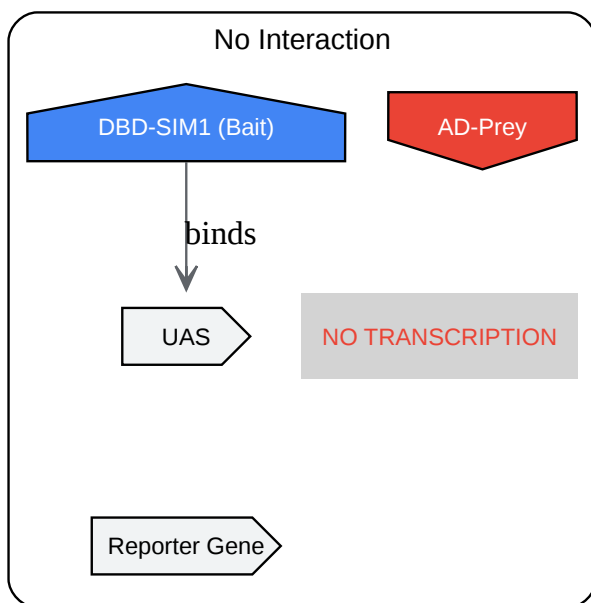 No Interaction
DBD-SIM1 (Bait)
AD-Prey
binds
UAS
NO TRANSCRIPTION
Reporter Gene